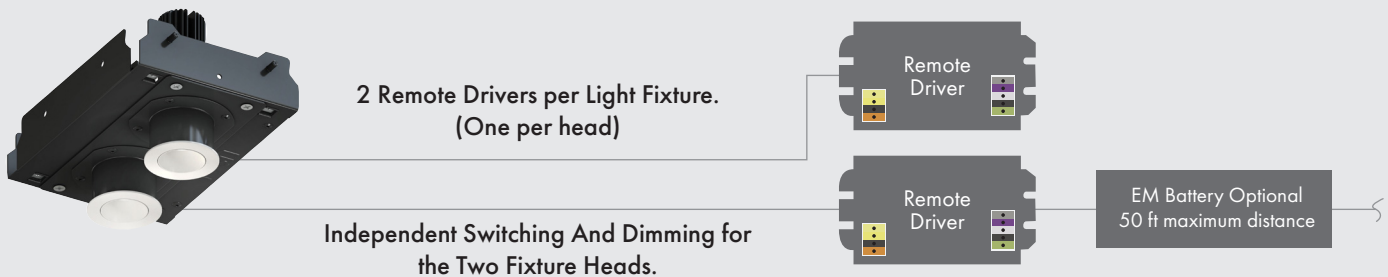 2 Remote Drivers per Light Fixture.
(One per head)
Remote
Driver
Independent Switching And Dimming for
the Two Fixture Heads.
Remote
Driver
EM Battery Optional
50 ft maximum distance